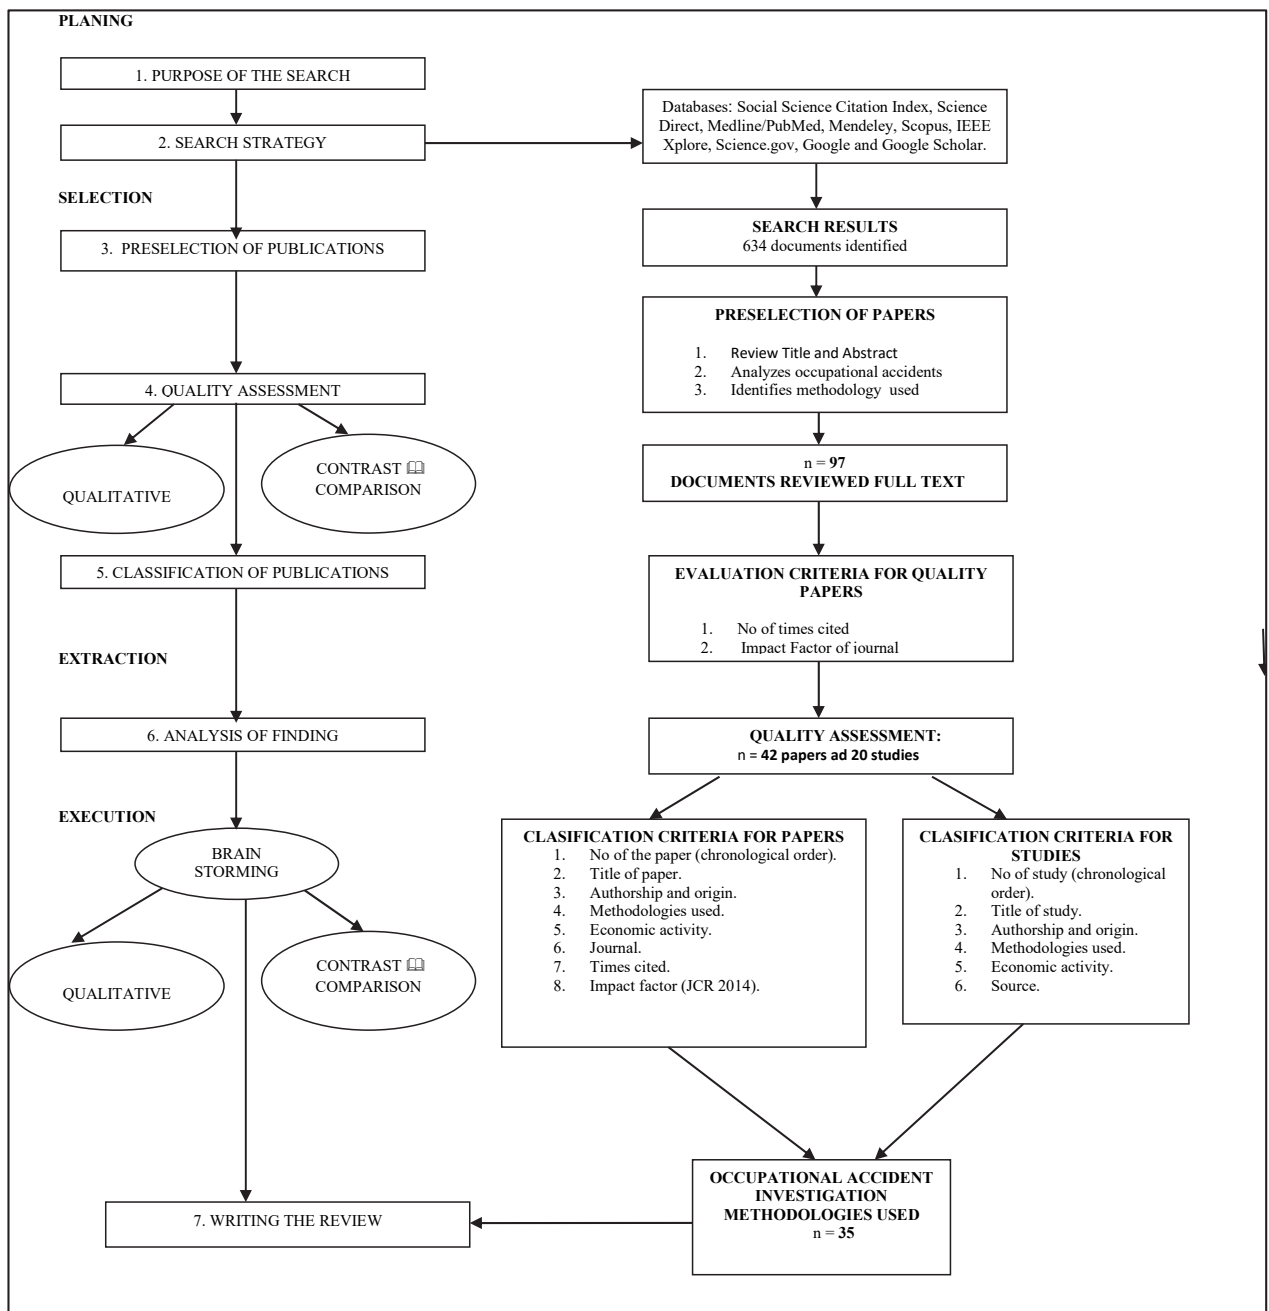 PLANING
1. PURPOSE OF THE SEARCH
2. SEARCH STRATEGY
Databases: Social Science Citation Index, Science
Direct, Medline/PubMed, Mendeley, Scopus, IEEE
Xplore, Science.gov, Google and Google Scholar.
SELECTION
3. PRESELECTION OF PUBLICATIONS
SEARCH RESULTS
634 documents identified
PRESELECTION OF PAPERS
1. Review Title and Abstract
2. Analyzes occupational accidents
3. Identifies methodology used
4. QUALITY ASSESSMENT
QUALITATIVE
CONTRAST 🕮
COMPARISON
n = 97
DOCUMENTS REVIEWED FULL TEXT
5. CLASSIFICATION OF PUBLICATIONS
EVALUATION CRITERIA FOR QUALITY
PAPERS
1. No of times cited
2. Impact Factor of journal
EXTRACTION
6. ANALYSIS OF FINDING
QUALITY ASSESSMENT:
n = 42 papers ad 20 studies
EXECUTION
BRAIN
STORMING
QUALITATIVE
CONTRAST 🕮
COMPARISON
CLASIFICATION CRITERIA FOR PAPERS
1. No of the paper (chronological order).
2. Title of paper.
3. Authorship and origin.
4. Methodologies used.
5. Economic activity.
6. Journal.
7. Times cited.
8. Impact factor (JCR 2014).
CLASIFICATION CRITERIA FOR
STUDIES
1. No of study (chronological
order).
2. Title of study.
3. Authorship and origin.
4. Methodologies used.
5. Economic activity.
6. Source.
OCCUPATIONAL ACCIDENT
INVESTIGATION
METHODOLOGIES USED
n = 35
7. WRITING THE REVIEW